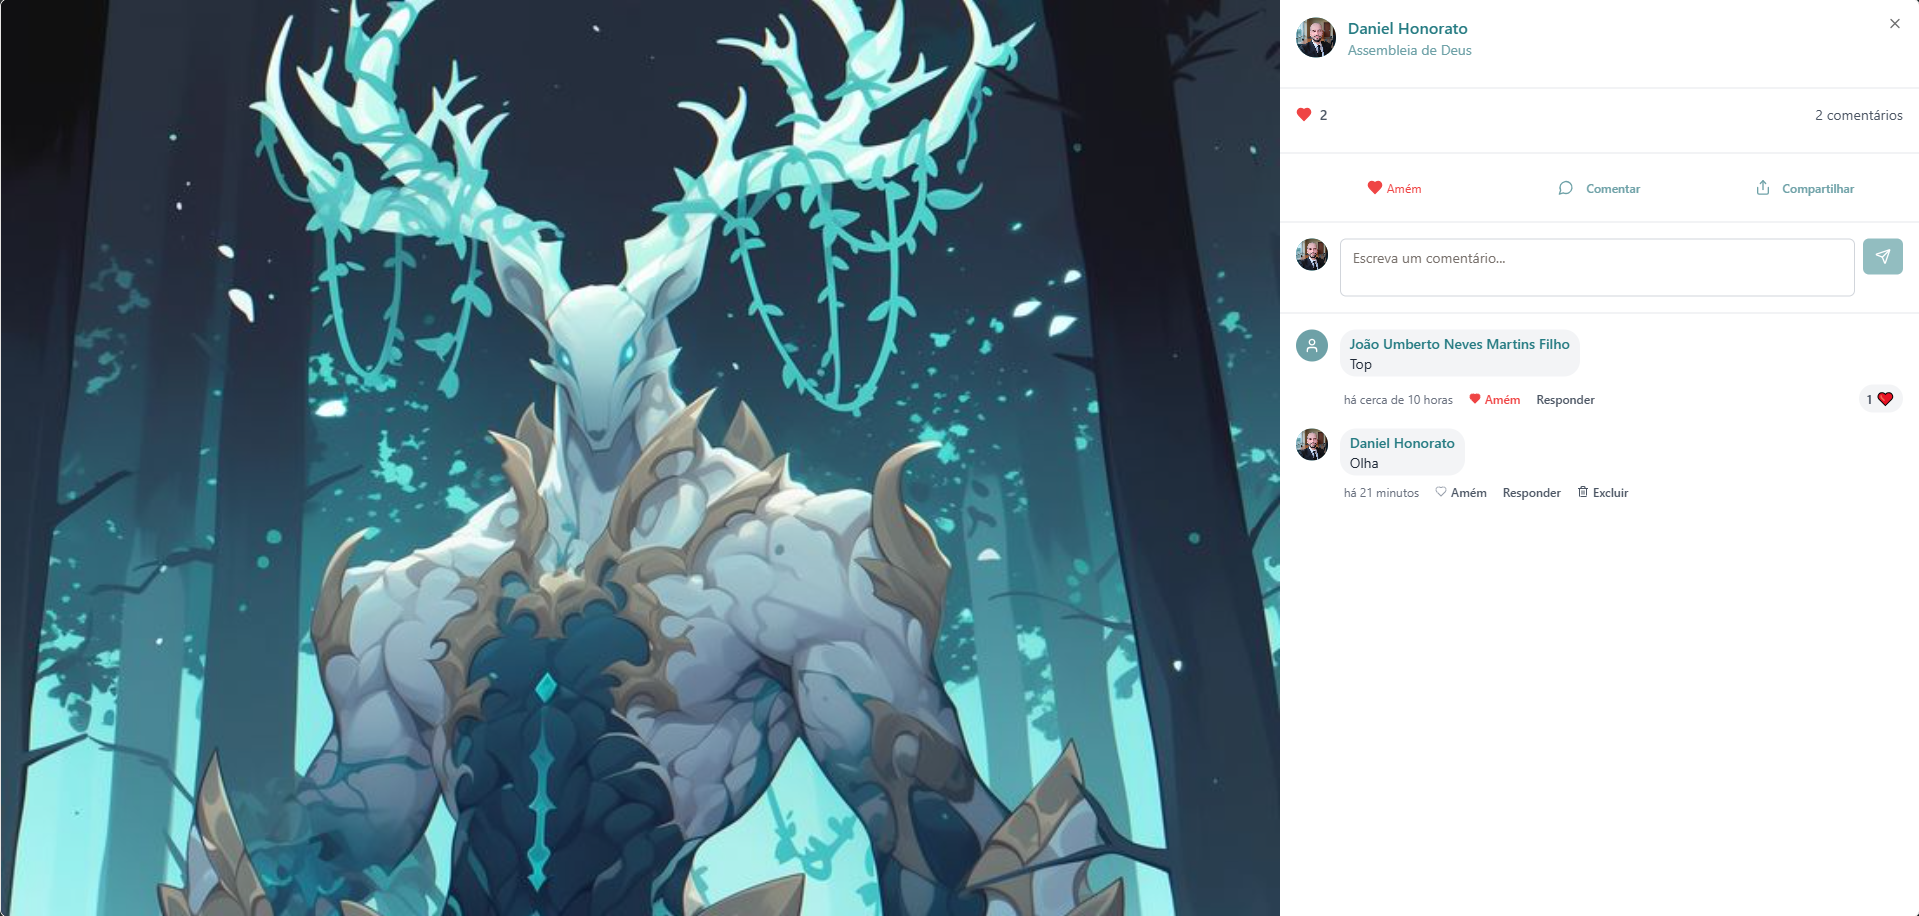 Daniel Honorato
Assembleia de Deus
2
2 comentários
Amém
Comentar
Compartilhar
Escreva um comentário...
João Umberto Neves Martins Filho
Top
há cerca de 10 horas Amém Responder
1
Daniel Honorato
Olha
há 21 minutos Amém Responder Excluir